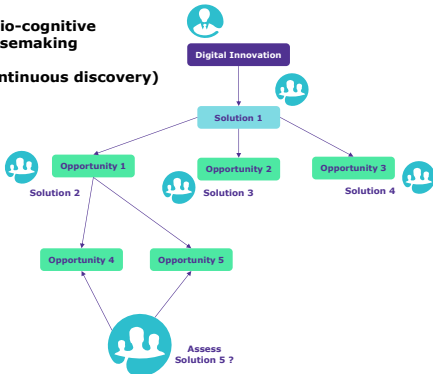 io-cognitive
semaking
ntinuous discovery)
Digital Innovation
Solution 1
Opportunity 1
Opportunity 2
Opportunity 3
Solution 2
Solution 3
Solution 4
Opportunity 4
Opportunity 5
Assess
Solution 5 ?